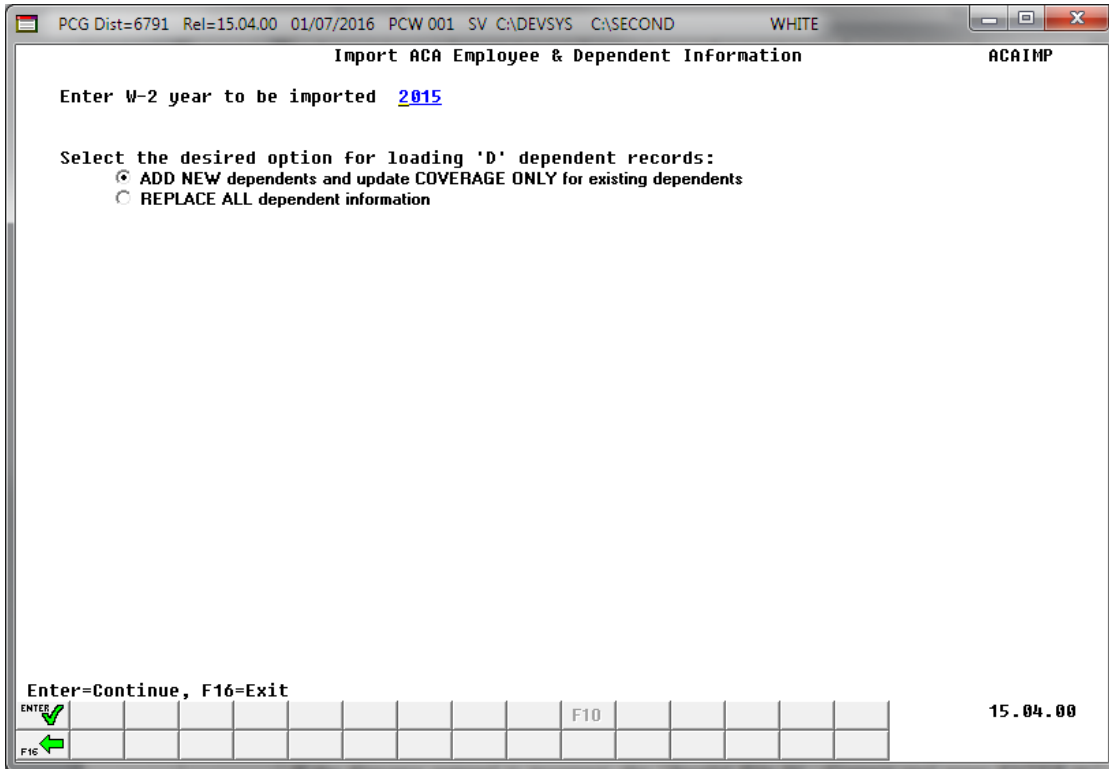 PCG Dist=6791 Rel=15.04.00 01/07/2016 PCW 001 SV C:\DEVSYS C:\SECOND WHITE
Import ACA Employee & Dependent Information ACAIMP
Enter W-2 year to be imported 2015
Select the desired option for loading 'D' dependent records:
ADD NEW dependents and update COVERAGE ONLY for existing dependents
REPLACE ALL dependent information
Enter=Continue, F16=Exit
ENTER F10 15.04.00
F16